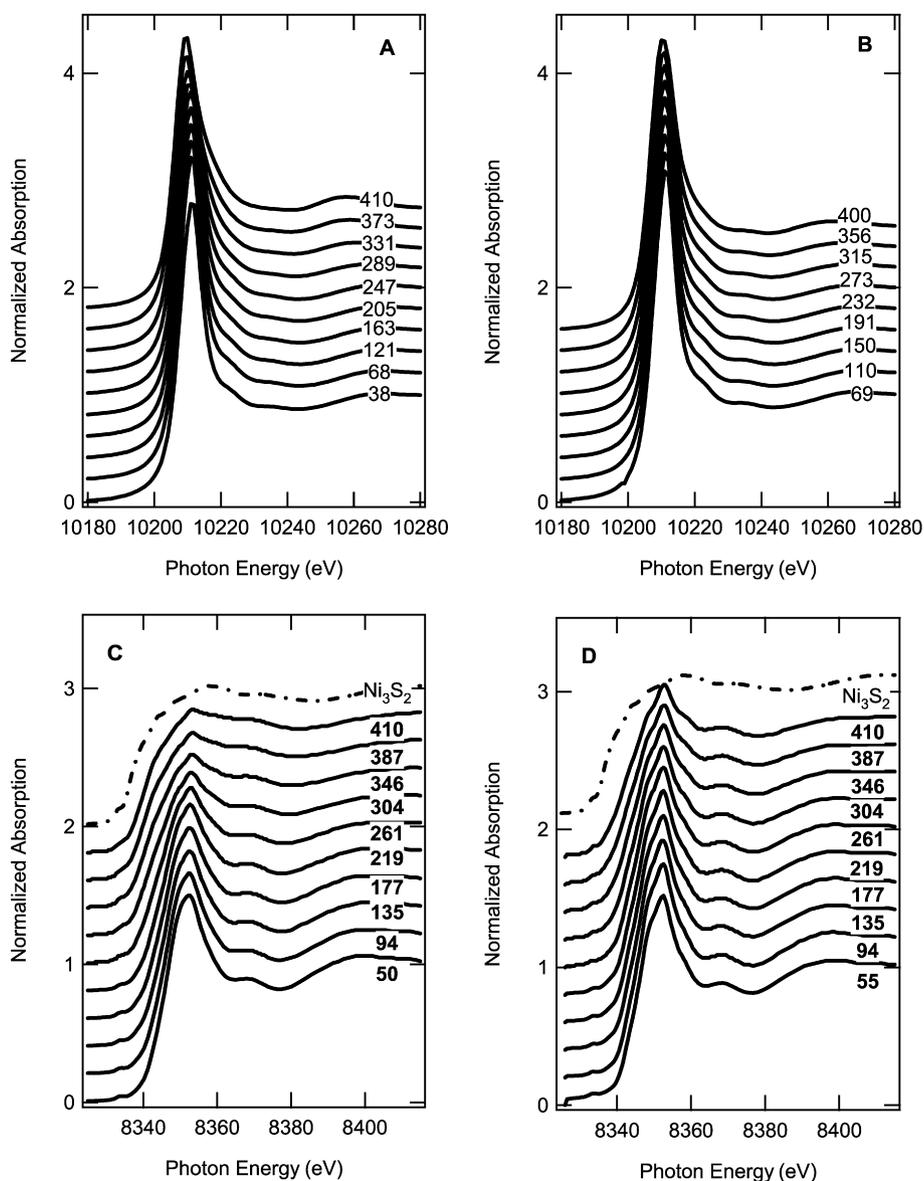 A
4
2
0
Normalized Absorption
410
373
331
289
247
205
163
121
68
38
10180 10200 10220 10240 10260 10280
Photon Energy (eV)
B
4
2
0
Normalized Absorption
400
356
315
273
232
191
150
110
69
10180 10200 10220 10240 10260 10280
Photon Energy (eV)
C
3
2
1
0
Normalized Absorption
Ni3S2
410
387
346
304
261
219
177
135
94
50
8340 8360 8380 8400
Photon Energy (eV)
D
3
2
1
0
Normalized Absorption
Ni3S2
410
387
346
304
261
219
177
135
94
55
8340 8360 8380 8400
Photon Energy (eV)